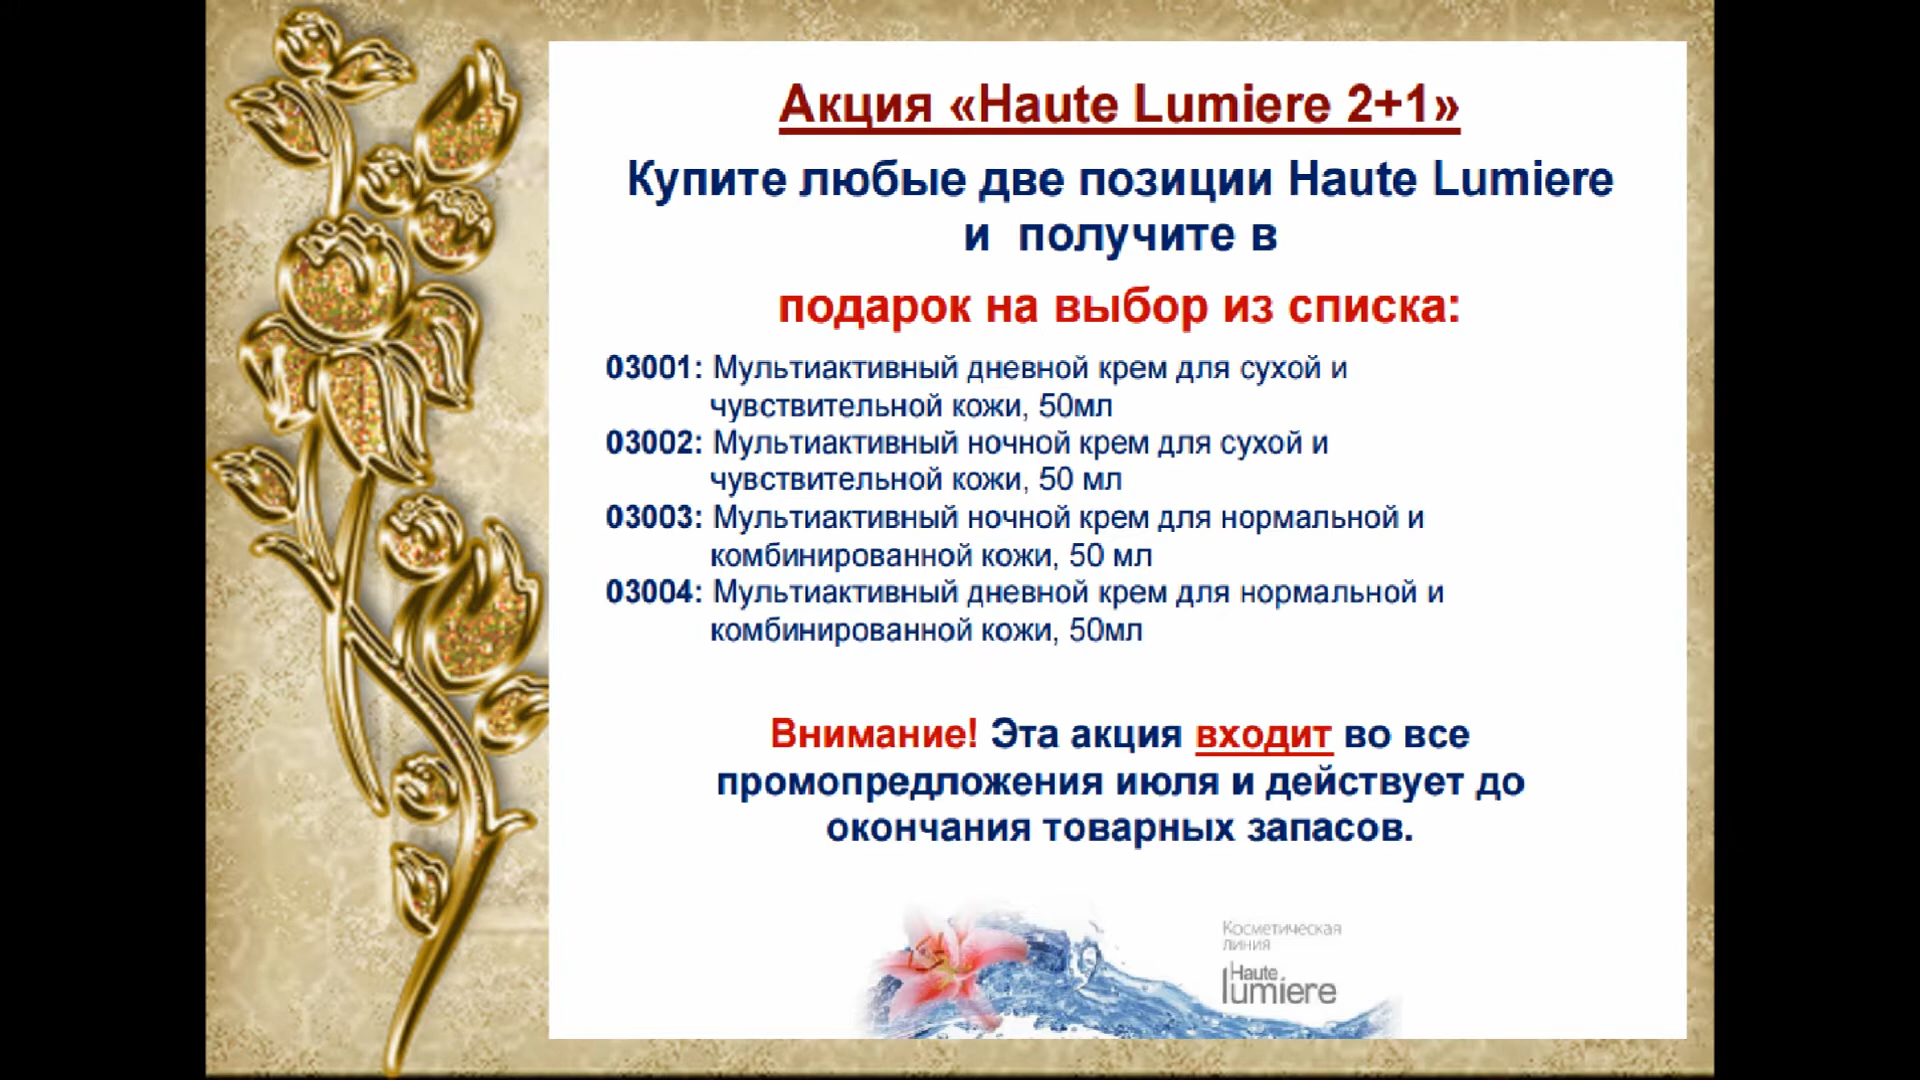 Акция «Haute Lumiere 2+1»
Купите любые две позиции Haute Lumiere
и получите в
подарок на выбор из списка:
03001: Мультиактивный дневной крем для сухой и
чувствительной кожи, 50мл
03002: Мультиактивный ночной крем для сухой и
чувствительной кожи, 50 мл
03003: Мультиактивный ночной крем для нормальной и
комбинированной кожи, 50 мл
03004: Мультиактивный дневной крем для нормальной и
комбинированной кожи, 50мл
Внимание! Эта акция входит во все
промопредложения июля и действует до
окончания товарных запасов.
Косметическая
линия
Haute
lumiere